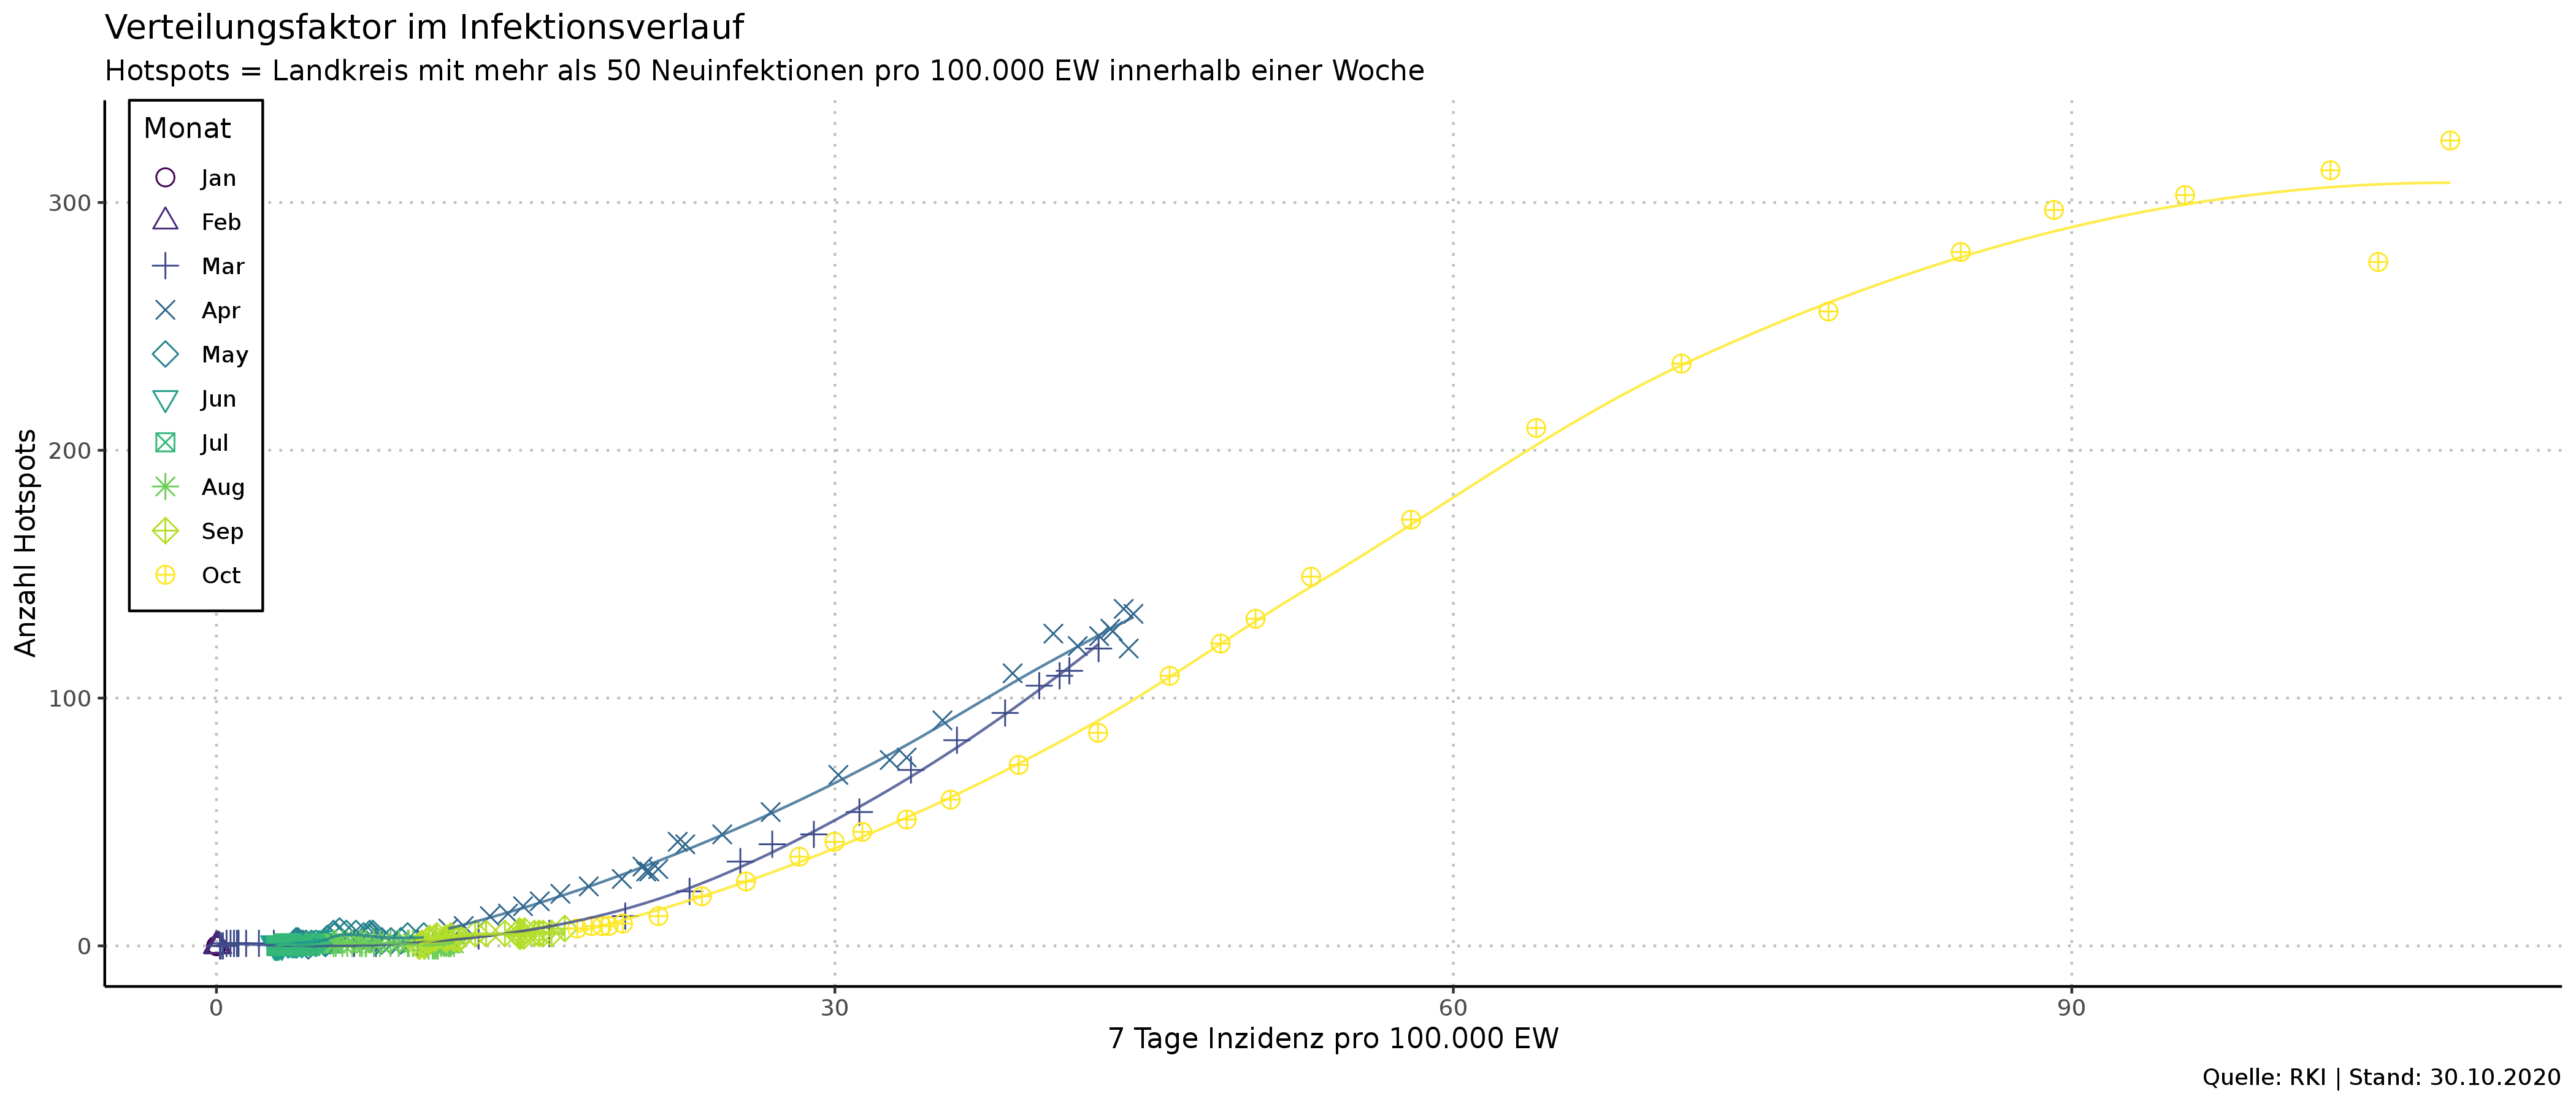 Verteilungsfaktor im Infektionsverlauf
Hotspots = Landkreis mit mehr als 50 Neuinfektionen pro 100.000 EW innerhalb einer Woche
Monat
Jan
Feb
Mar
Apr
May
Jun
Jul
Aug
Sep
Oct
Anzahl Hotspots
300
200
100
0
0
30
60
90
7 Tage Inzidenz pro 100.000 EW
Quelle: RKI | Stand: 30.10.2020